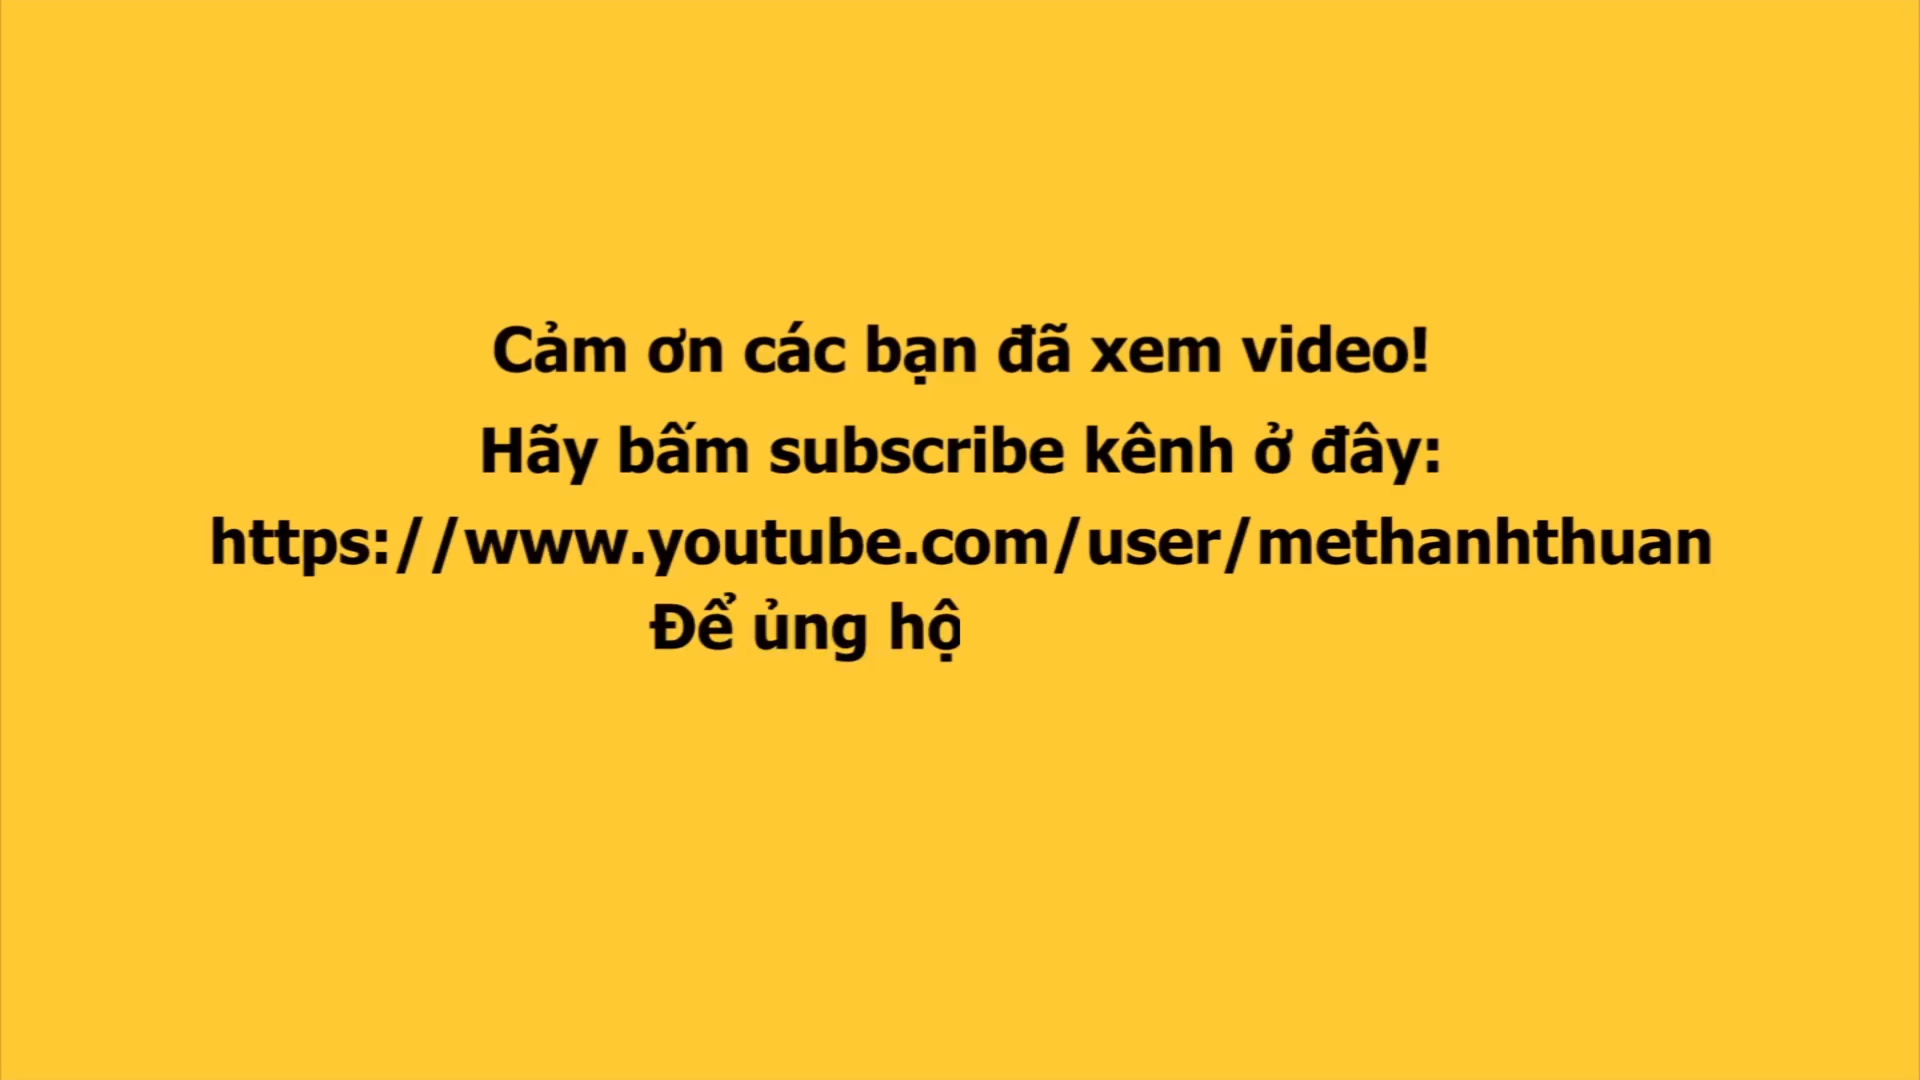 Cảm ơn các bạn đã xem video!
Hãy bấm subscribe kênh ở đây:
https://www.youtube.com/user/methanhthuan
Để ủng hộ